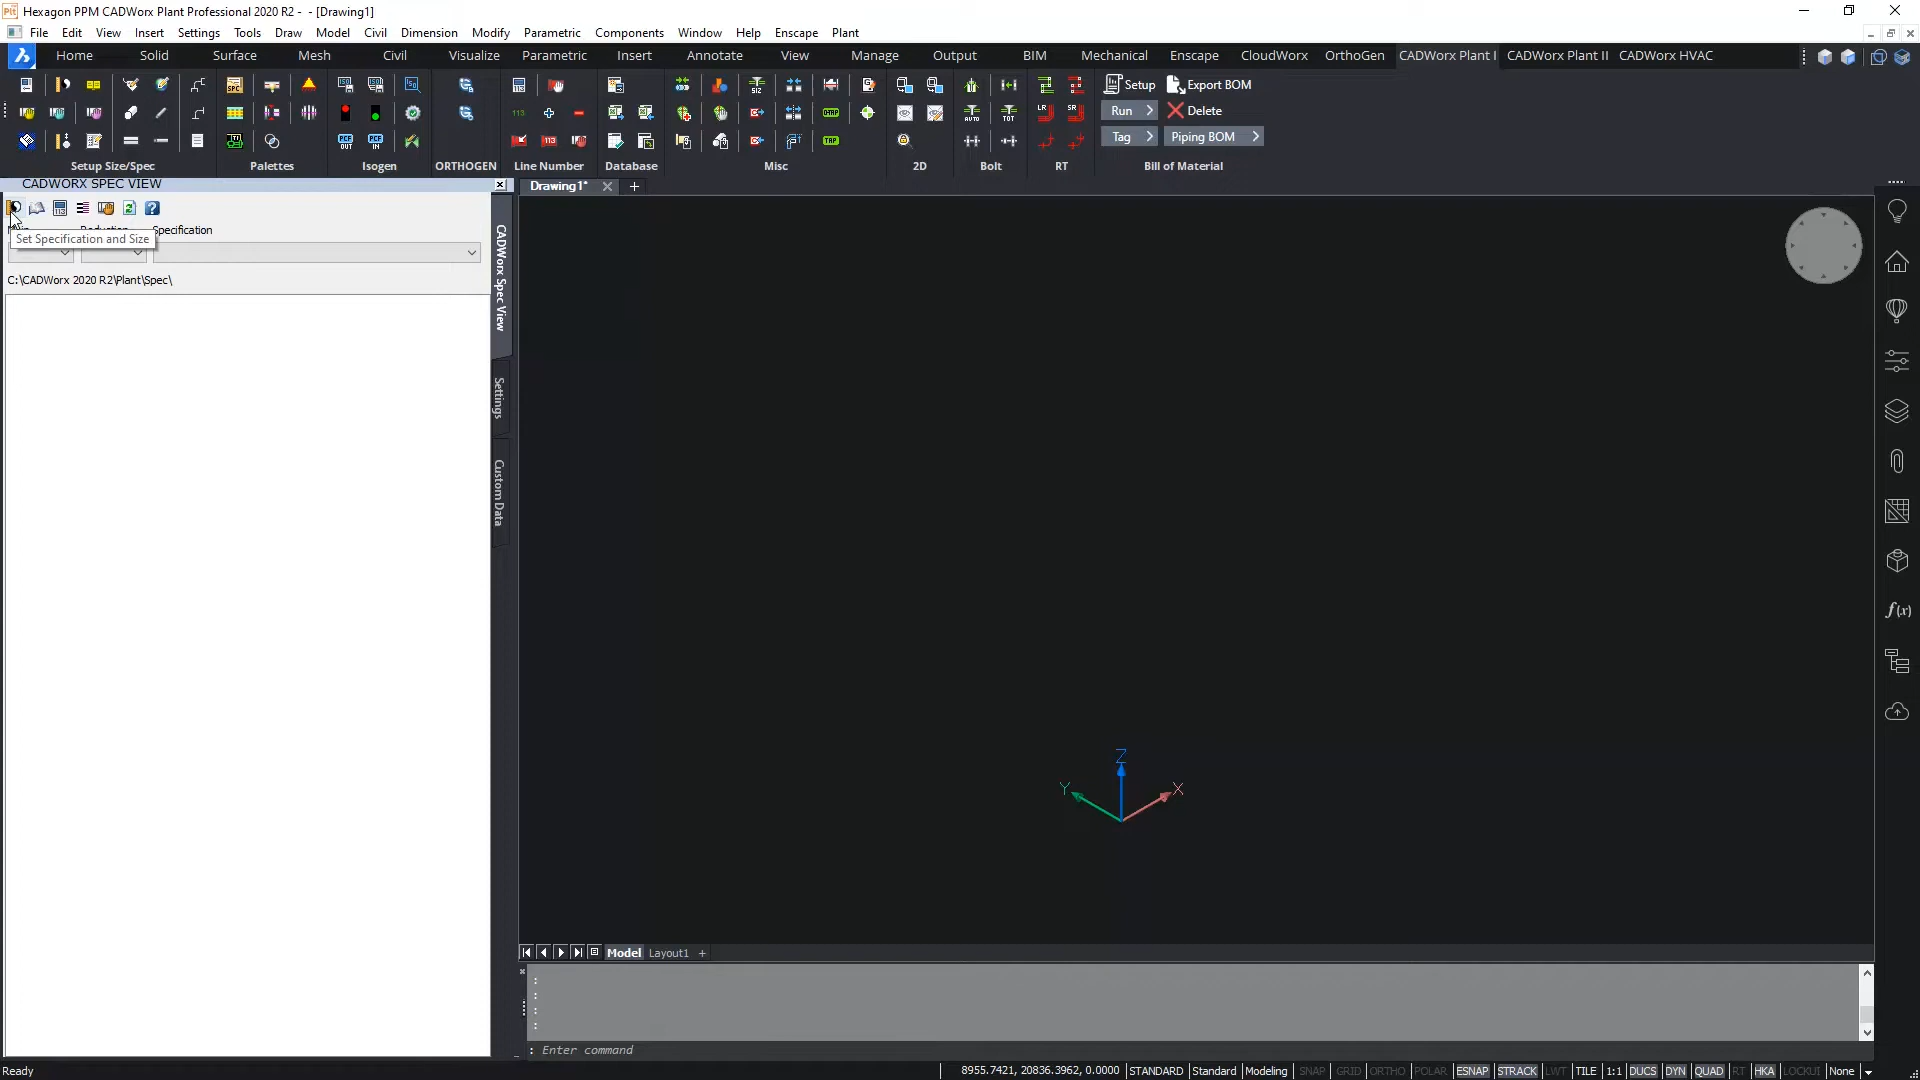 Hexagon PPM CADWorx Plant Professional 2020 R2 - - [Drawing1]
File Edit View Insert Settings Tools Draw Model Civil Dimension Modify Parametric Components Window Help Enscape Plant
Home Solid Surface Mesh Civil Visualize Parametric Insert Annotate View Manage Output BIM Mechanical Enscape CloudWorx OrthoGen CADWorx Plant I CADWorx Plant II CADWorx HVAC
Setup Export BOM
Run Delete
Tag Piping BOM
Setup Size/Spec Palettes Isogen ORTHOGEN Line Number Database Misc 2D Bolt RT Bill of Material
CADWORX SPEC VIEW
Drawing1*
Specification
Set Specification and Size
C:\CADWorx 2020 R2\Plant\Spec\
CADWorx Spec View
Settings
Custom Data
Z
Y
X
Model Layout1 +
:
:
:
:
: Enter command
Ready
8955.7421, 20836.3962, 0.0000 STANDARD Standard Modeling SNAP GRID ORTHO POLAR ESNAP STRACK LWT TILE 1:1 DUCS DYN QUAD RT HKA LOCKUI None